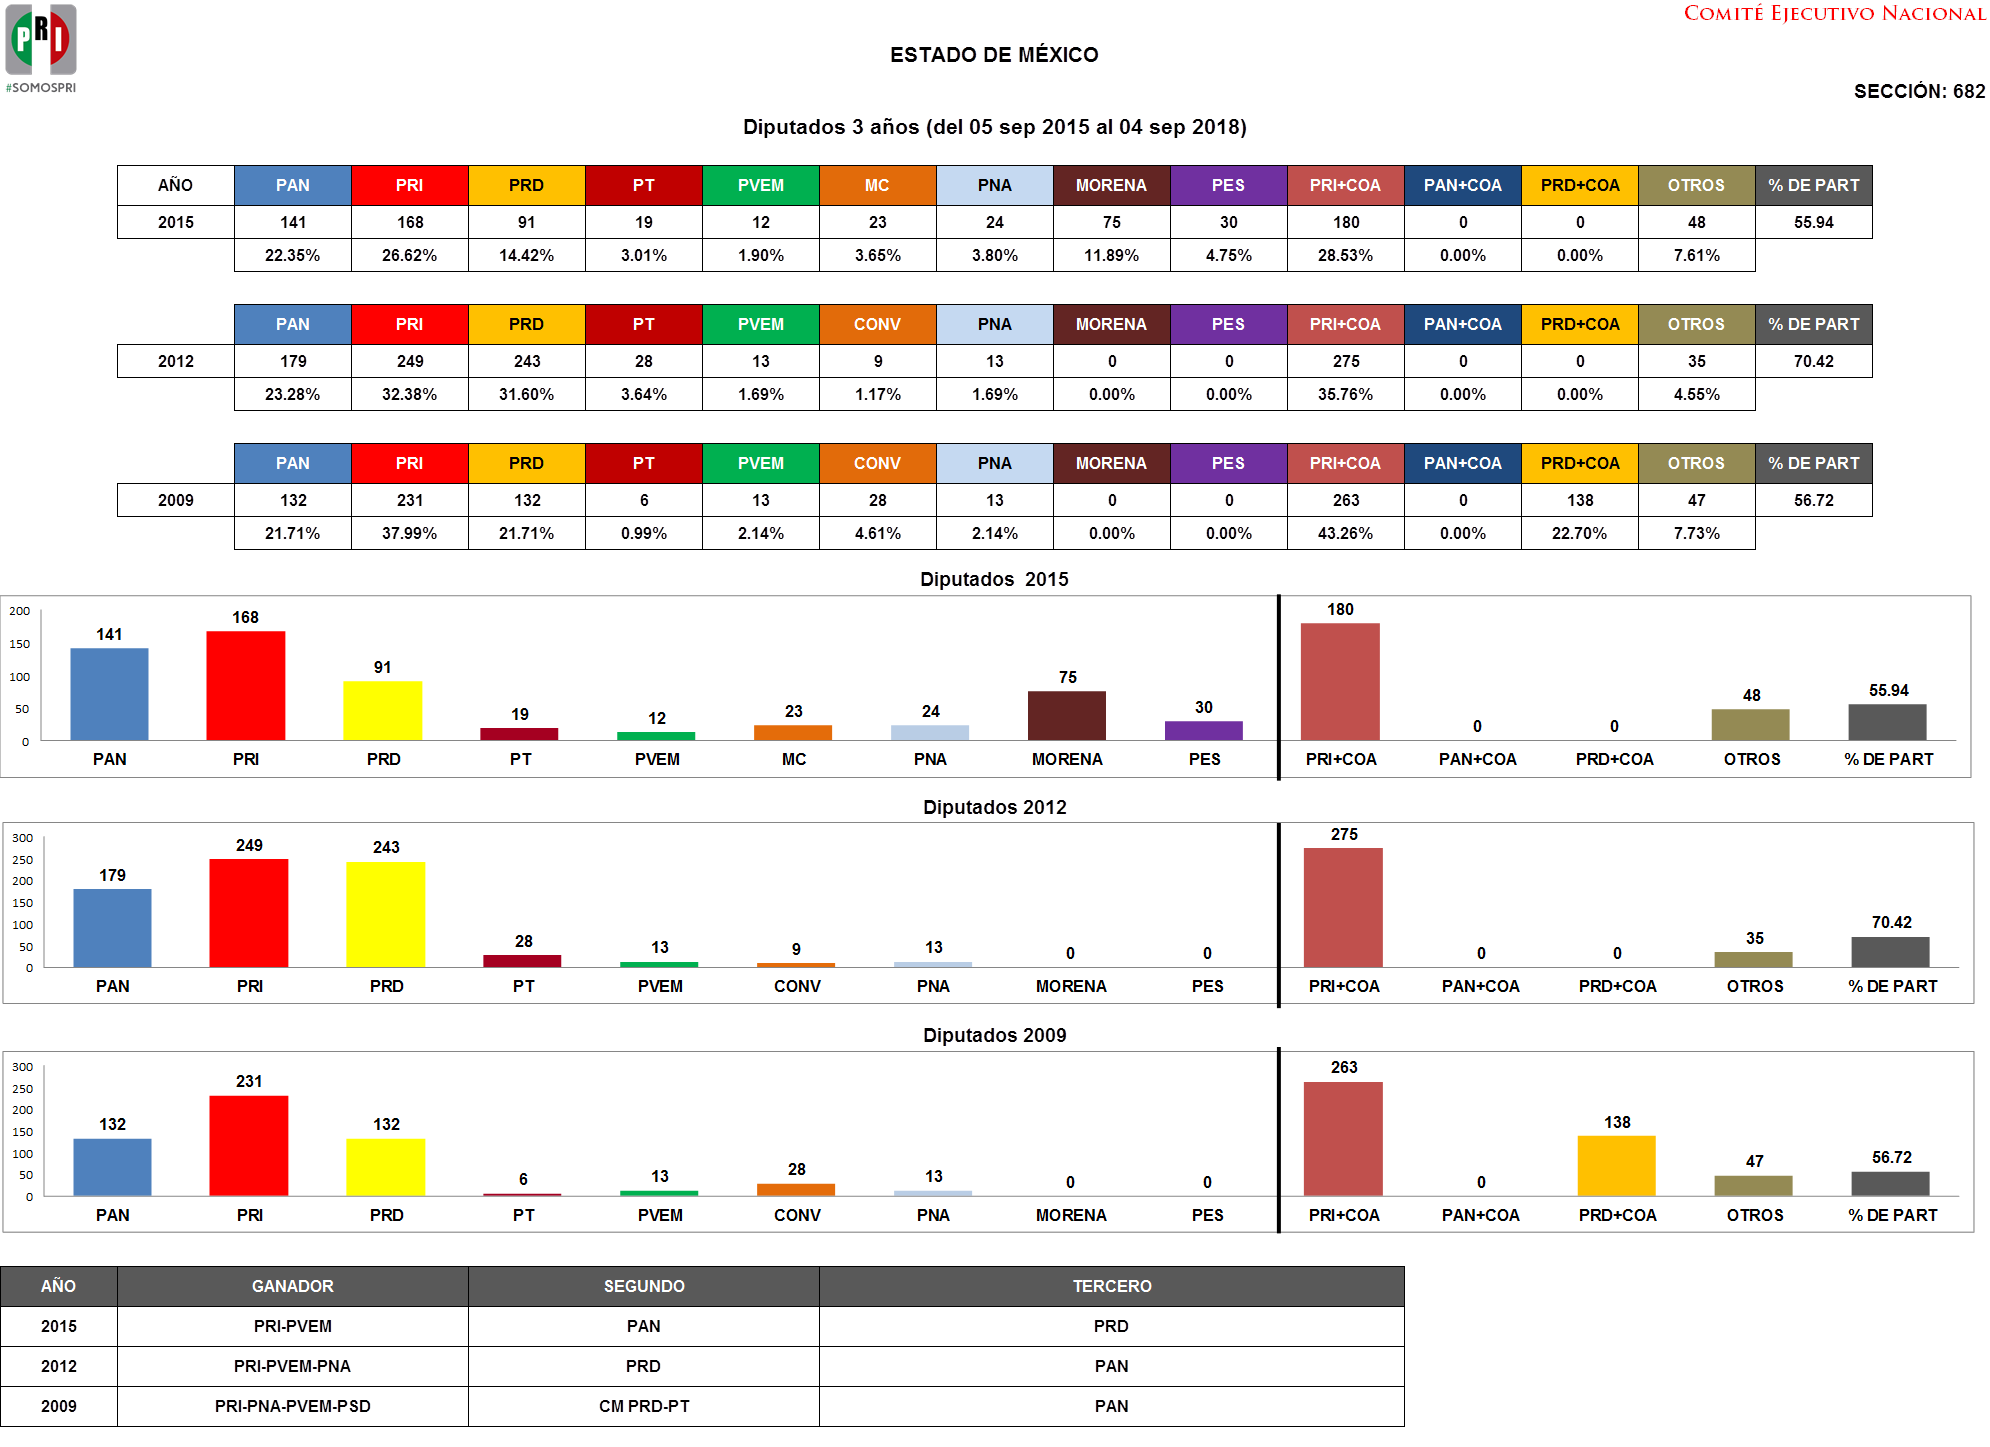 PRI
#SOMOSPRI
COMITÉ EJECUTIVO NACIONAL
ESTADO DE MÉXICO
SECCIÓN: 682
Diputados 3 años (del 05 sep 2015 al 04 sep 2018)
AÑO PAN PRI PRD PT PVEM MC PNA MORENA PES PRI+COA PAN+COA PRD+COA OTROS % DE PART
2015 141 168 91 19 12 23 24 75 30 180 0 0 48 55.94
22.35% 26.62% 14.42% 3.01% 1.90% 3.65% 3.80% 11.89% 4.75% 28.53% 0.00% 0.00% 7.61%
PAN PRI PRD PT PVEM CONV PNA MORENA PES PRI+COA PAN+COA PRD+COA OTROS % DE PART
2012 179 249 243 28 13 9 13 0 0 275 0 0 35 70.42
23.28% 32.38% 31.60% 3.64% 1.69% 1.17% 1.69% 0.00% 0.00% 35.76% 0.00% 0.00% 4.55%
PAN PRI PRD PT PVEM CONV PNA MORENA PES PRI+COA PAN+COA PRD+COA OTROS % DE PART
2009 132 231 132 6 13 28 13 0 0 263 0 138 47 56.72
21.71% 37.99% 21.71% 0.99% 2.14% 4.61% 2.14% 0.00% 0.00% 43.26% 0.00% 22.70% 7.73%
Diputados 2015
200
150
100
50
0
141 168 91 19 12 23 24 75 30 180 0 0 48 55.94
PAN PRI PRD PT PVEM MC PNA MORENA PES PRI+COA PAN+COA PRD+COA OTROS % DE PART
Diputados 2012
300
250
200
150
100
50
0
179 249 243 28 13 9 13 0 0 275 0 0 35 70.42
PAN PRI PRD PT PVEM CONV PNA MORENA PES PRI+COA PAN+COA PRD+COA OTROS % DE PART
Diputados 2009
300
250
200
150
100
50
0
132 231 132 6 13 28 13 0 0 263 0 138 47 56.72
PAN PRI PRD PT PVEM CONV PNA MORENA PES PRI+COA PAN+COA PRD+COA OTROS % DE PART
AÑO GANADOR SEGUNDO TERCERO
2015 PRI-PVEM PAN PRD
2012 PRI-PVEM-PNA PRD PAN
2009 PRI-PNA-PVEM-PSD CM PRD-PT PAN